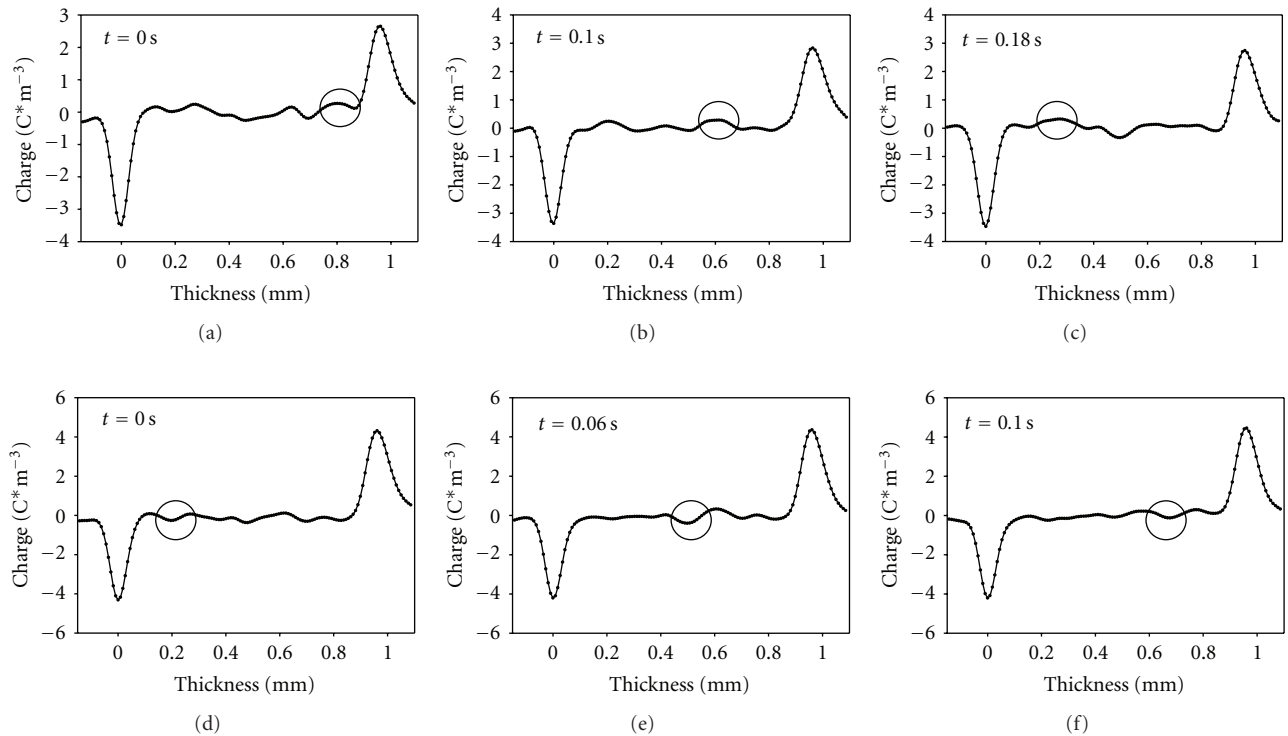 t = 0 s
3
2
1
0
−1
−2
−3
−4
Charge (C* m−3)
0 0.2 0.4 0.6 0.8 1
Thickness (mm)
(a)
t = 0.1 s
4
3
2
1
0
−1
−2
−3
−4
Charge (C* m−3)
0 0.2 0.4 0.6 0.8 1
Thickness (mm)
(b)
t = 0.18 s
4
3
2
1
0
−1
−2
−3
−4
Charge (C* m−3)
0 0.2 0.4 0.6 0.8 1
Thickness (mm)
(c)
t = 0 s
6
4
2
0
−2
−4
−6
Charge (C* m−3)
0 0.2 0.4 0.6 0.8 1
Thickness (mm)
(d)
t = 0.06 s
6
4
2
0
−2
−4
−6
Charge (C* m−3)
0 0.2 0.4 0.6 0.8 1
Thickness (mm)
(e)
t = 0.1 s
6
4
2
0
−2
−4
−6
Charge (C* m−3)
0 0.2 0.4 0.6 0.8 1
Thickness (mm)
(f)